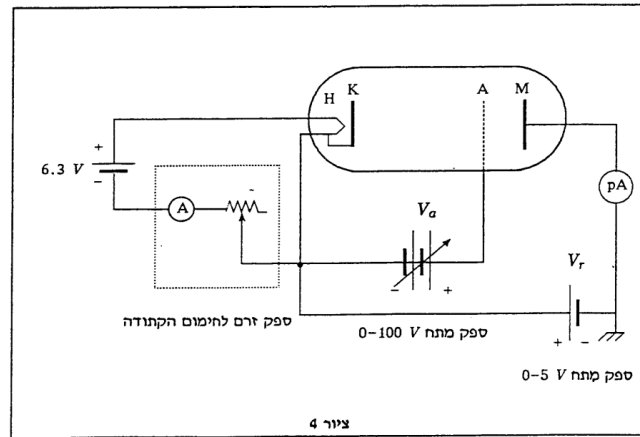 H K A M
+
6.3 V
−
A
pA
V_a
V_r
− +
ספק זרם לחימום הקתודה
ספק מתח 0-100 V
+ −
ספק מתח 0-5 V
ציור 4